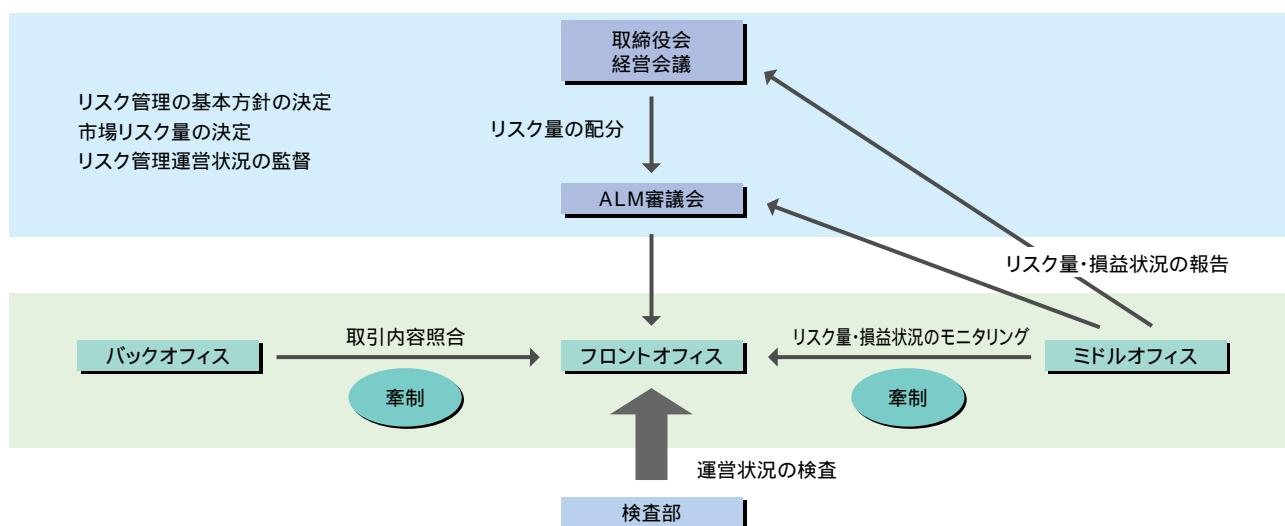 取締役会
経営会議
リスク管理の基本方針の決定
市場リスク量の決定
リスク管理運営状況の監督
リスク量の配分
ALM審議会
リスク量・損益状況の報告
バックオフィス
取引内容照合
牽制
フロントオフィス
リスク量・損益状況のモニタリング
牽制
ミドルオフィス
運営状況の検査
検査部